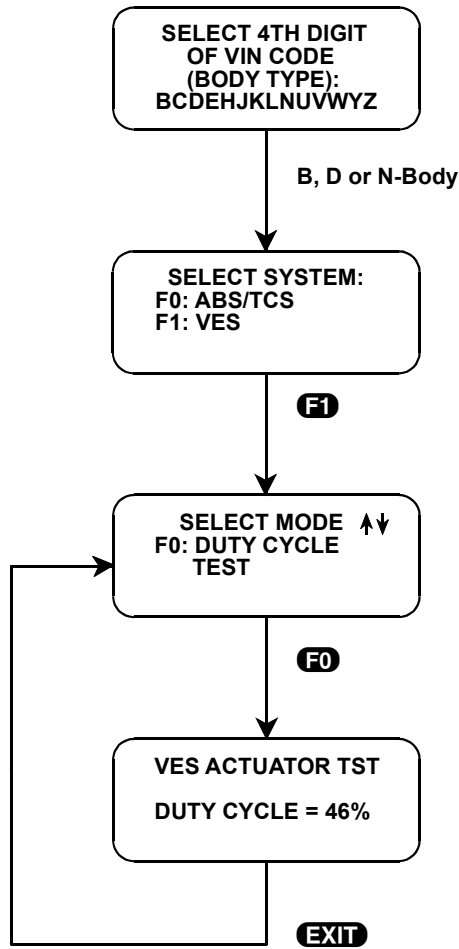 SELECT 4TH DIGIT
OF VIN CODE
(BODY TYPE):
BCDEHJKLNUVWYZ
B, D or N-Body
SELECT SYSTEM:
F0: ABS/TCS
F1: VES
F1
SELECT MODE
F0: DUTY CYCLE
TEST
F0
VES ACTUATOR TST
DUTY CYCLE = 46%
EXIT